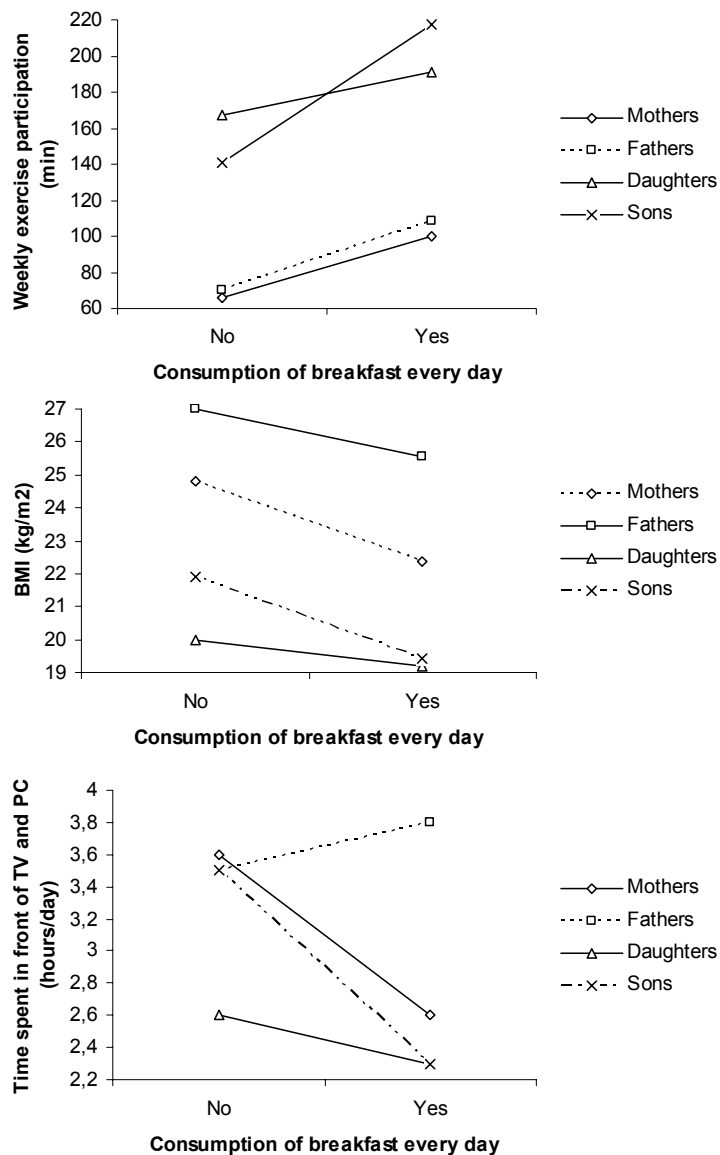 220
200
180
160
140
120
100
80
60
Weekly exercise participation
(min)
No Yes
Consumption of breakfast every day
Mothers
Fathers
Daughters
Sons
27
26
25
24
23
22
21
20
19
BMI (kg/m2)
No Yes
Consumption of breakfast every day
Mothers
Fathers
Daughters
Sons
4
3,8
3,6
3,4
3,2
3
2,8
2,6
2,4
2,2
Time spent in front of TV and PC
(hours/day)
No Yes
Consumption of breakfast every day
Mothers
Fathers
Daughters
Sons